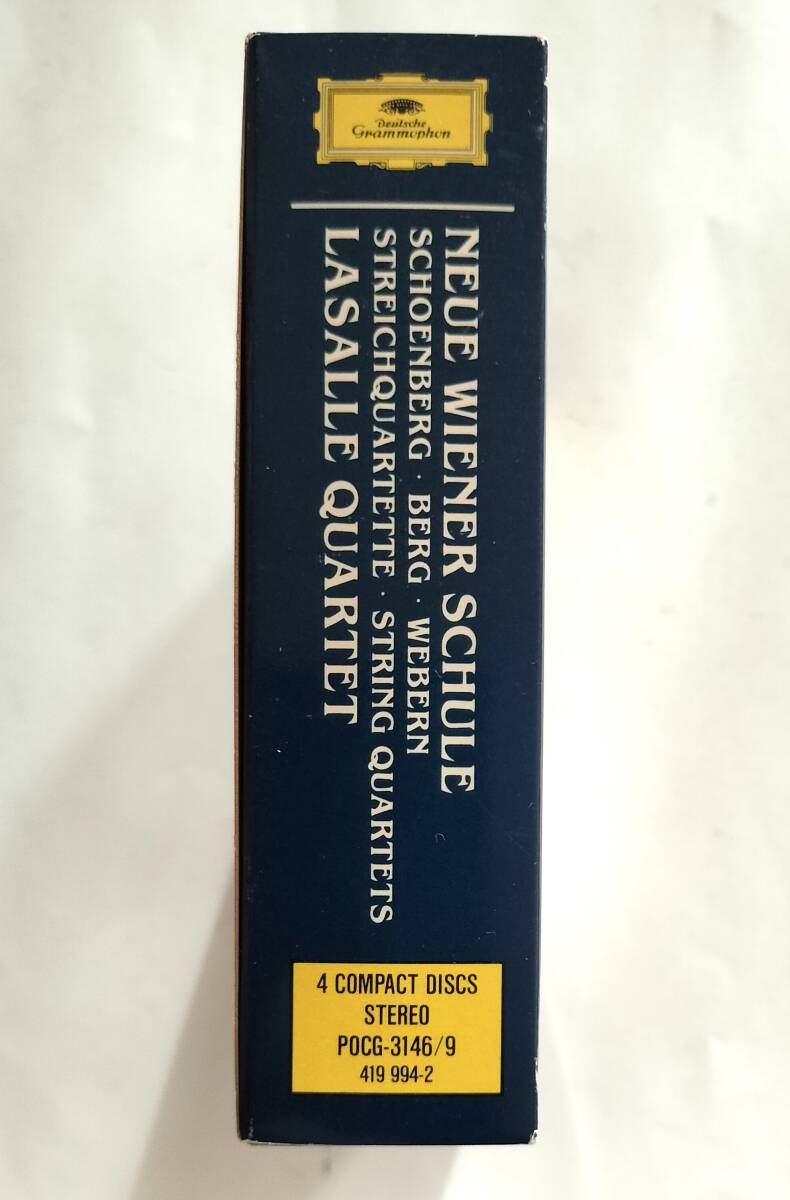 Deutsche
Grammophon
NEUE WIENER SCHULE
SCHOENBERG · BERG · WEBERN
STREICHQUARTETTE · STRING QUARTETS
LASALLE QUARTET
4 COMPACT DISCS
STEREO
POCG-3146/9
419 994-2